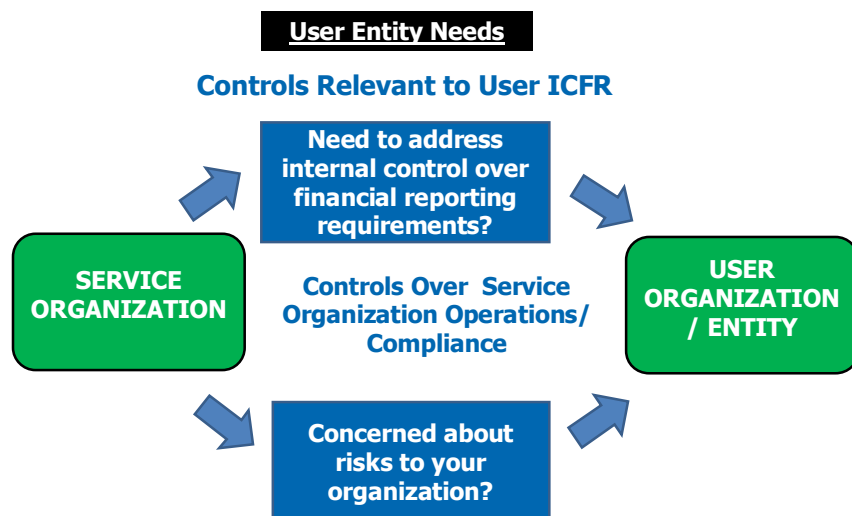 User Entity Needs
Controls Relevant to User ICFR
Need to address
internal control over
financial reporting
requirements?
SERVICE
ORGANIZATION
Controls Over Service
Organization Operations/
Compliance
USER
ORGANIZATION
/ ENTITY
Concerned about
risks to your
organization?